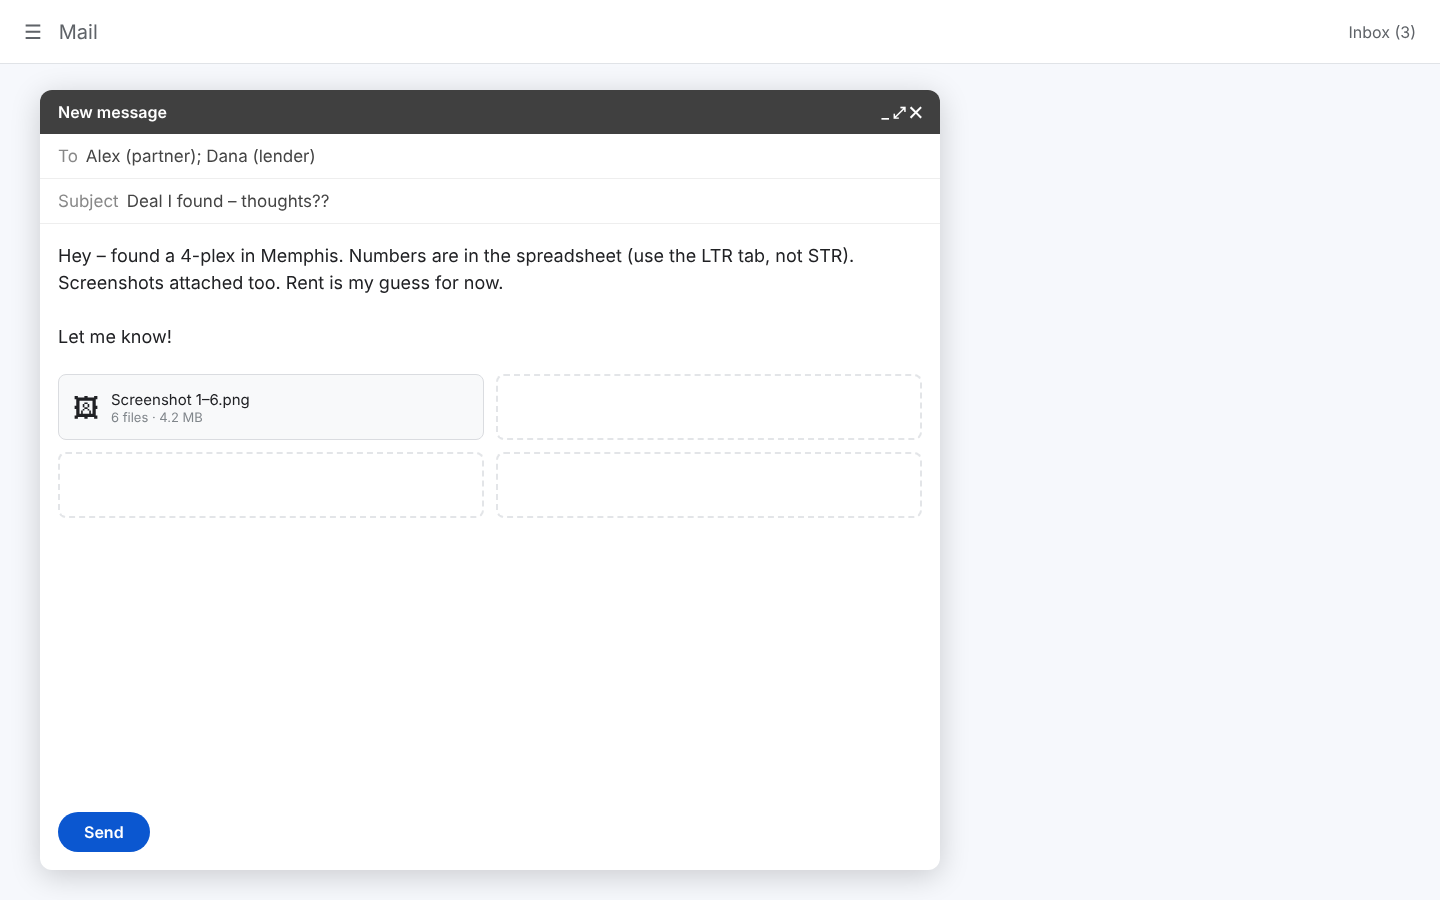 ☰ Mail
Inbox (3)
New message
To Alex (partner); Dana (lender)
Subject Deal I found – thoughts??
Hey – found a 4-plex in Memphis. Numbers are in the spreadsheet (use the LTR tab, not STR).
Screenshots attached too. Rent is my guess for now.
Let me know!
Screenshot 1–6.png
6 files · 4.2 MB
Send